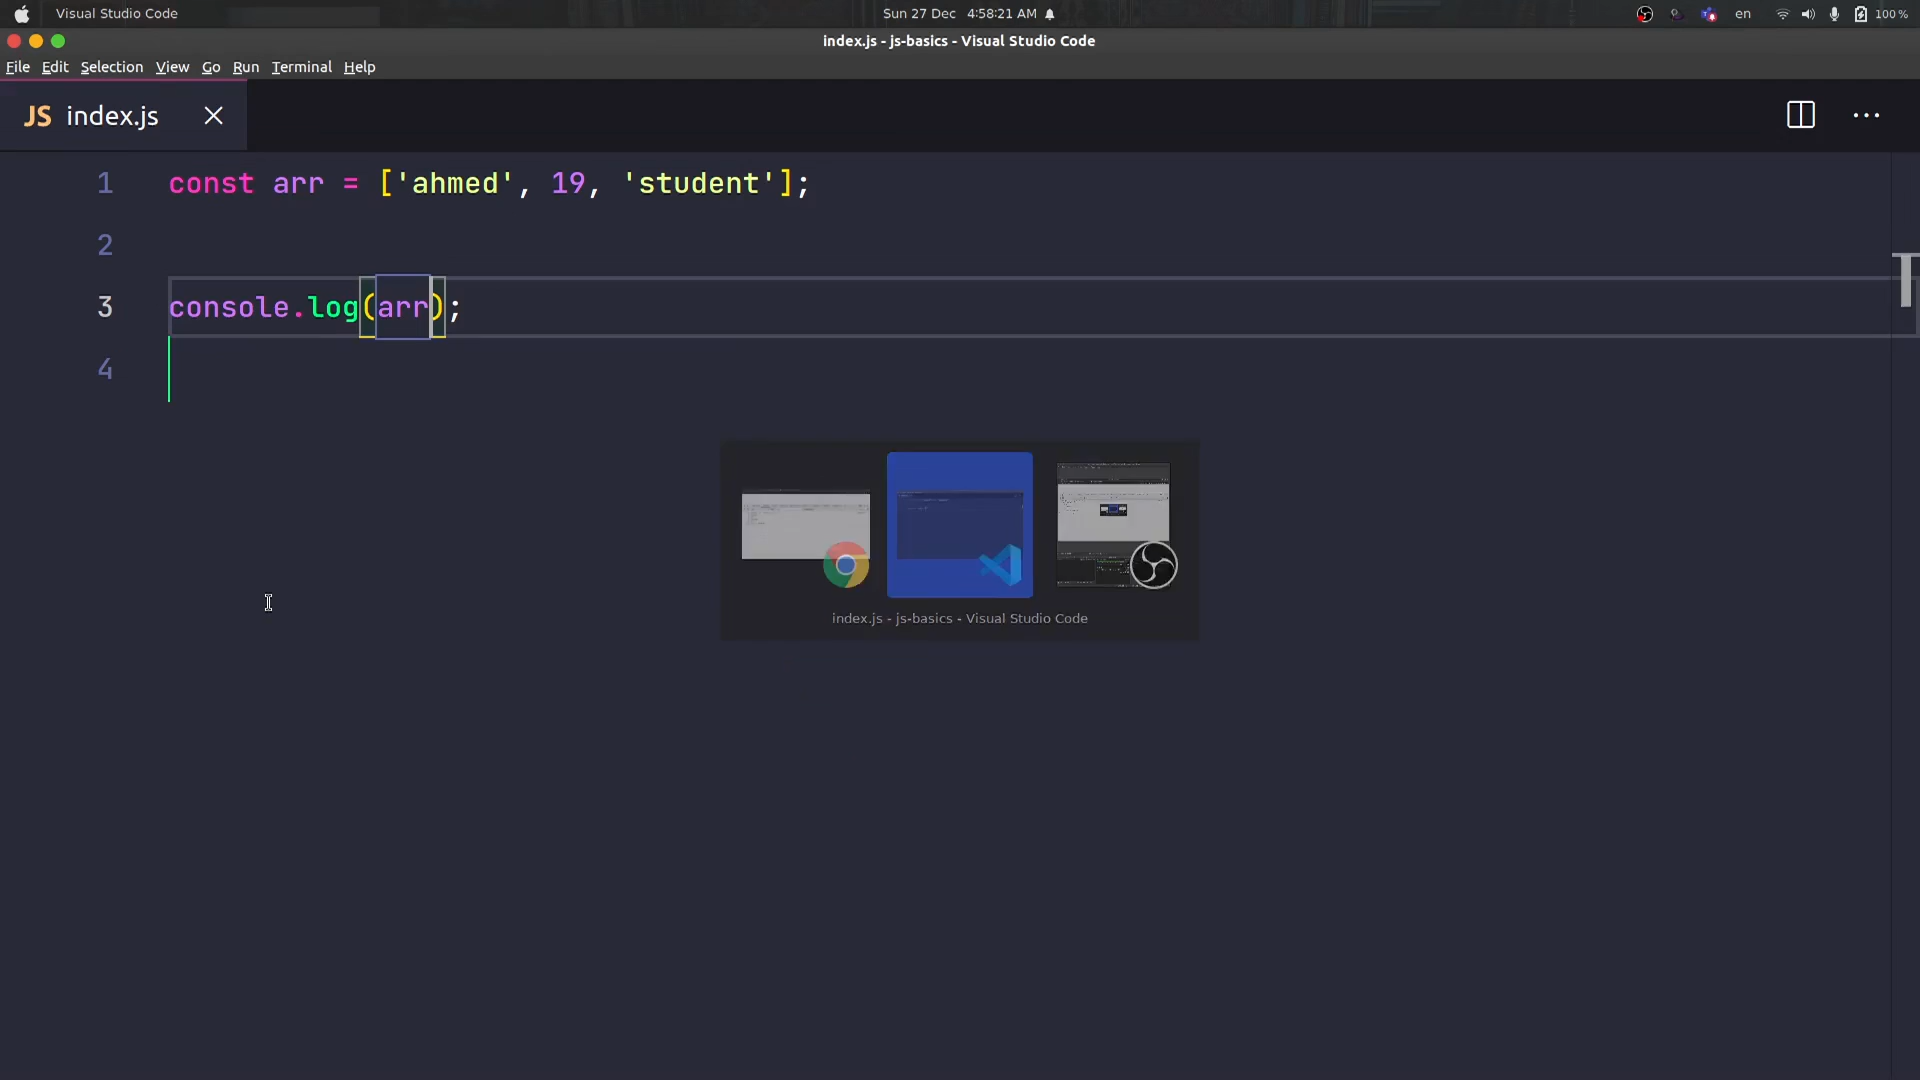 Visual Studio Code
Sun 27 Dec 4:58:21 AM
en
100 %
index.js - js-basics - Visual Studio Code
File Edit Selection View Go Run Terminal Help
JS index.js
1 const arr = ['ahmed', 19, 'student'];
2
3 console.log(arr);
4
index.js - js-basics - Visual Studio Code